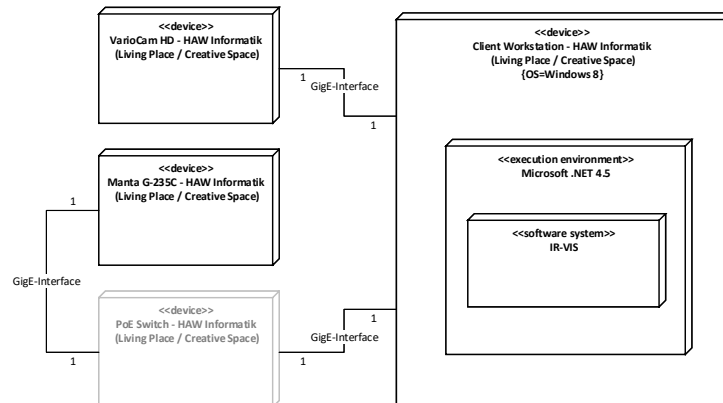 <<device>>
VarioCam HD - HAW Informatik
(Living Place / Creative Space)
1
GigE-Interface
1
<<device>>
Client Workstation - HAW Informatik
(Living Place / Creative Space)
{OS=Windows 8}
<<execution environment>>
Microsoft .NET 4.5
<<software system>>
IR-VIS
<<device>>
Manta G-235C - HAW Informatik
(Living Place / Creative Space)
1
GigE-Interface
1
<<device>>
PoE Switch - HAW Informatik
(Living Place / Creative Space)
1
GigE-Interface
1